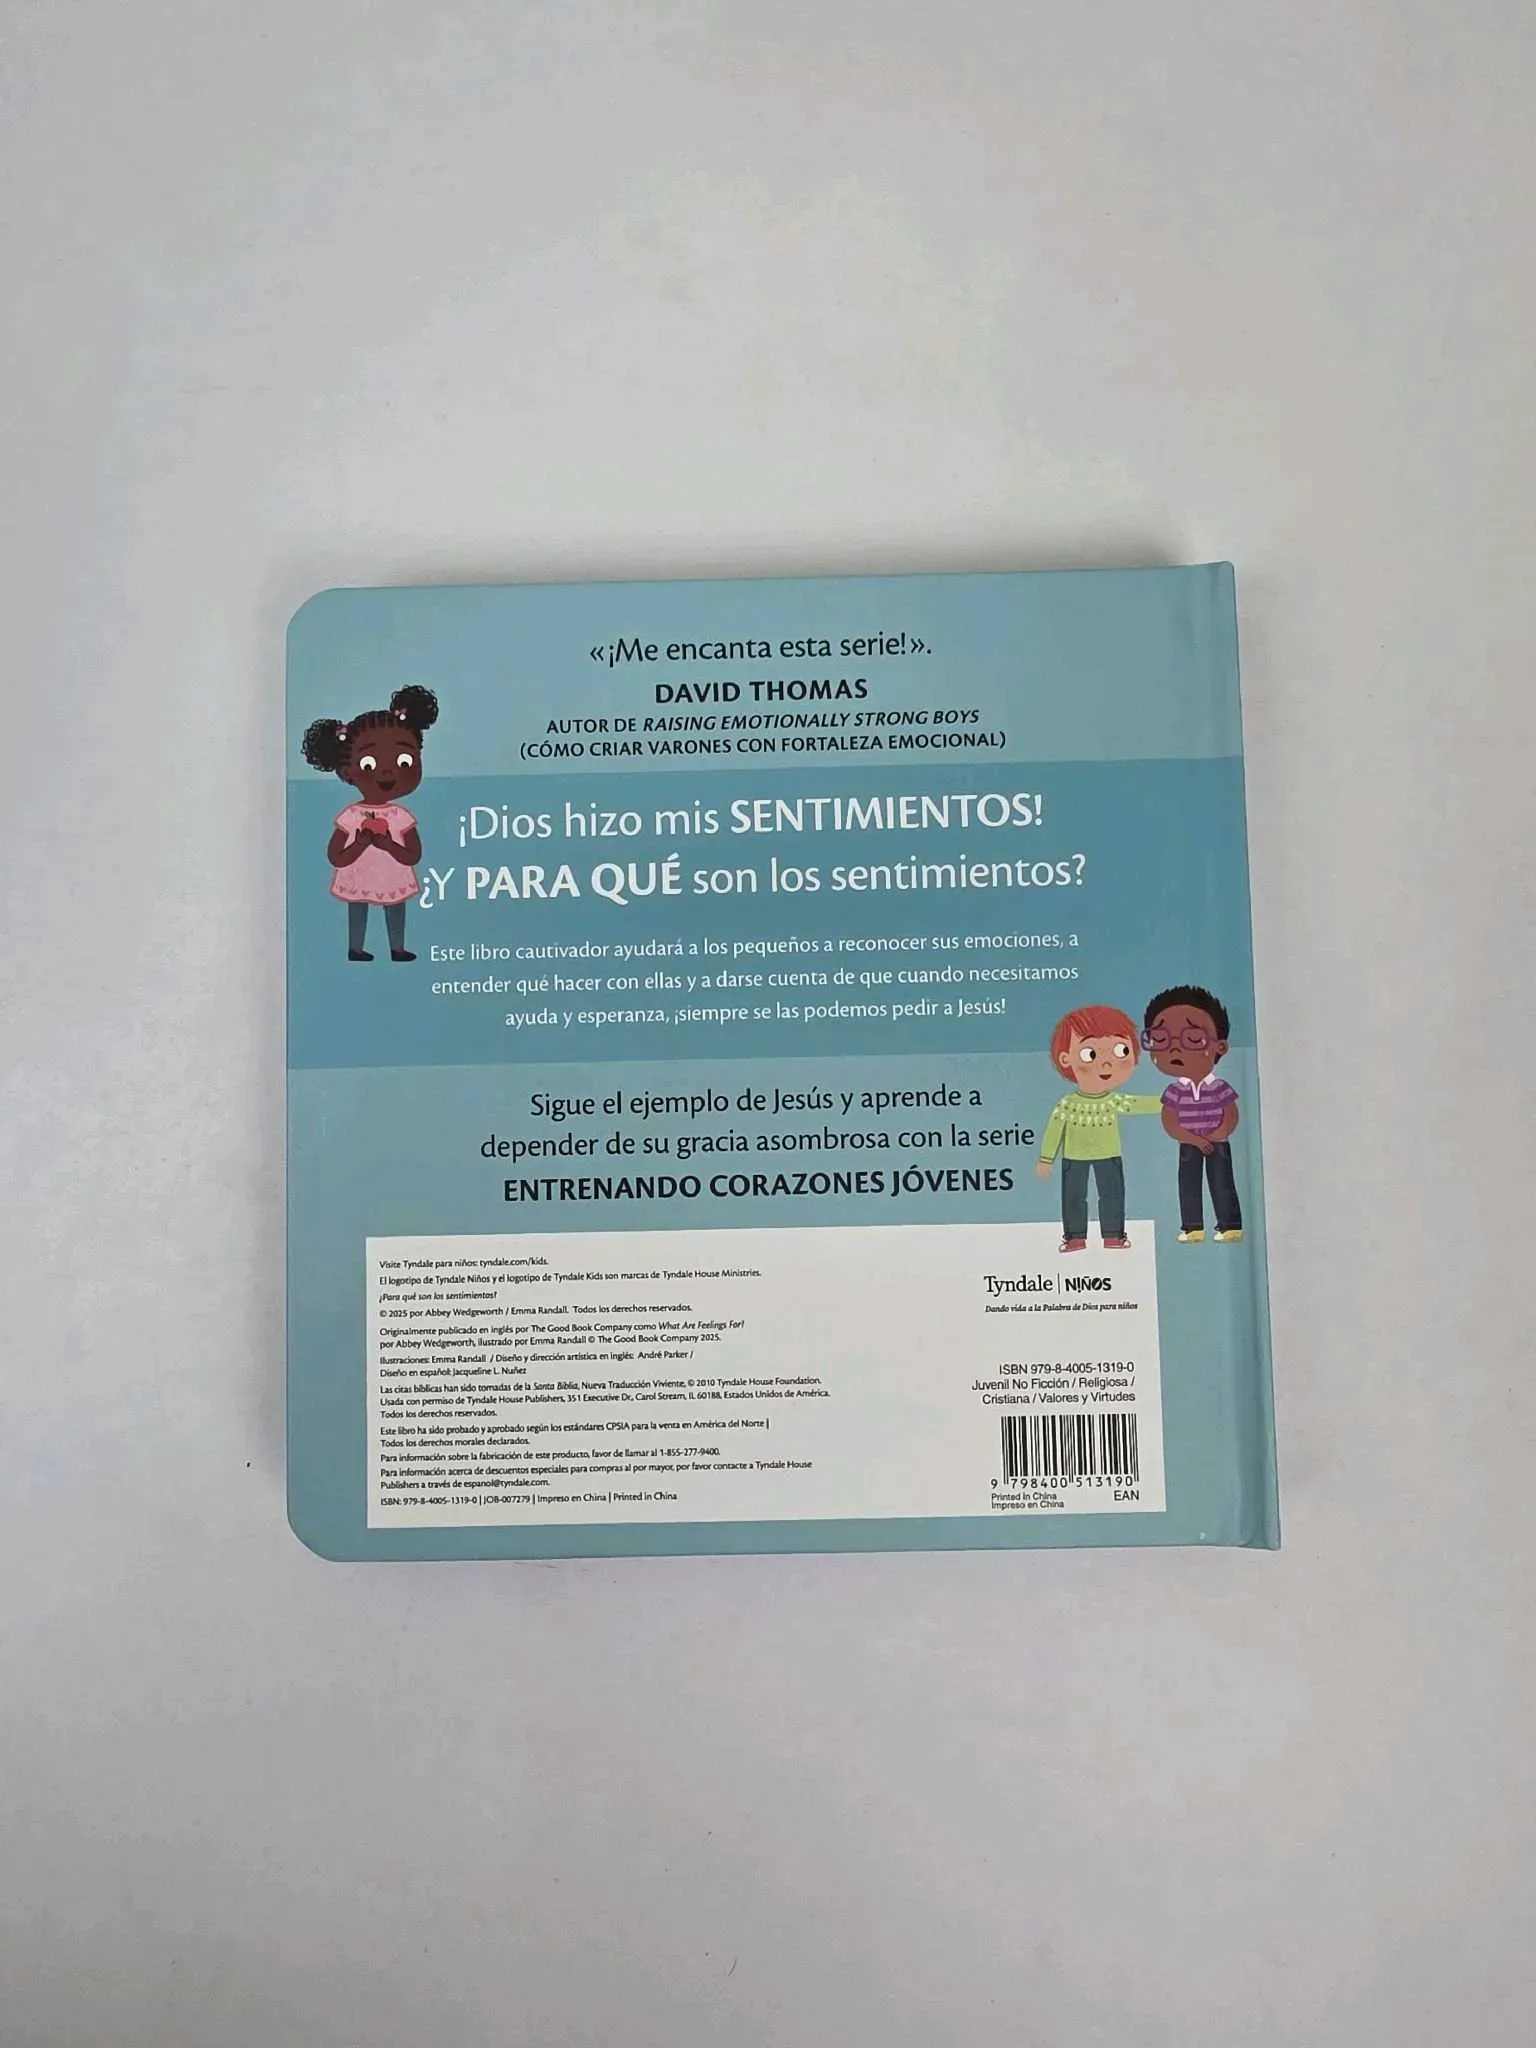 «¡Me encanta esta serie!».
DAVID THOMAS
AUTOR DE RAISING EMOTIONALLY STRONG BOYS
(CÓMO CRIAR VARONES CON FORTALEZA EMOCIONAL)
¡Dios hizo mis SENTIMIENTOS!
¿Y PARA QUÉ son los sentimientos?
Este libro cautivador ayudará a los pequeños a reconocer sus emociones, a
entender qué hacer con ellas y a darse cuenta de que cuando necesitamos
ayuda y esperanza, ¡siempre se las podemos pedir a Jesús!
Sigue el ejemplo de Jesús y aprende a
depender de su gracia asombrosa con la serie
ENTRENANDO CORAZONES JÓVENES
Visite Tyndale para niños: tyndale.com/kids.
El logotipo de Tyndale Niños y el logotipo de Tyndale Kids son marcas de Tyndale House Ministries.
¿Para qué son los sentimientos?
© 2025 por Abbey Wedgeworth / Emma Randall. Todos los derechos reservados.
Originalmente publicado en inglés por The Good Book Company como What Are Feelings For?
por Abbey Wedgeworth, ilustrado por Emma Randall © The Good Book Company 2025.
Ilustraciones: Emma Randall / Diseño y dirección artística en inglés: André Parker /
Diseño en español: Jacqueline L. Nuñez
Las citas bíblicas han sido tomadas de la Santa Biblia, Nueva Traducción Viviente, © 2010 Tyndale House Foundation.
Usada con permiso de Tyndale House Publishers, 351 Executive Dr., Carol Stream, IL 60188, Estados Unidos de América.
Todos los derechos reservados.
Este libro ha sido probado y aprobado según los estándares CPSIA para la venta en América del Norte |
Todos los derechos morales declarados.
Para información sobre la fabricación de este producto, favor de llamar al 1-855-277-9400.
Para información acerca de descuentos especiales para compras al por mayor, por favor contacte a Tyndale House
Publishers a través de espanol@tyndale.com.
ISBN: 979-8-4005-1319-0 | JOB-007279 | Impreso en China | Printed in China
Tyndale | NIÑOS
Dando vida a la Palabra de Dios para niños
ISBN 979-8-4005-1319-0
Juvenil No Ficción / Religiosa /
Cristiana / Valores y Virtudes
9 798400 513190
Printed in China
Impreso en China
EAN